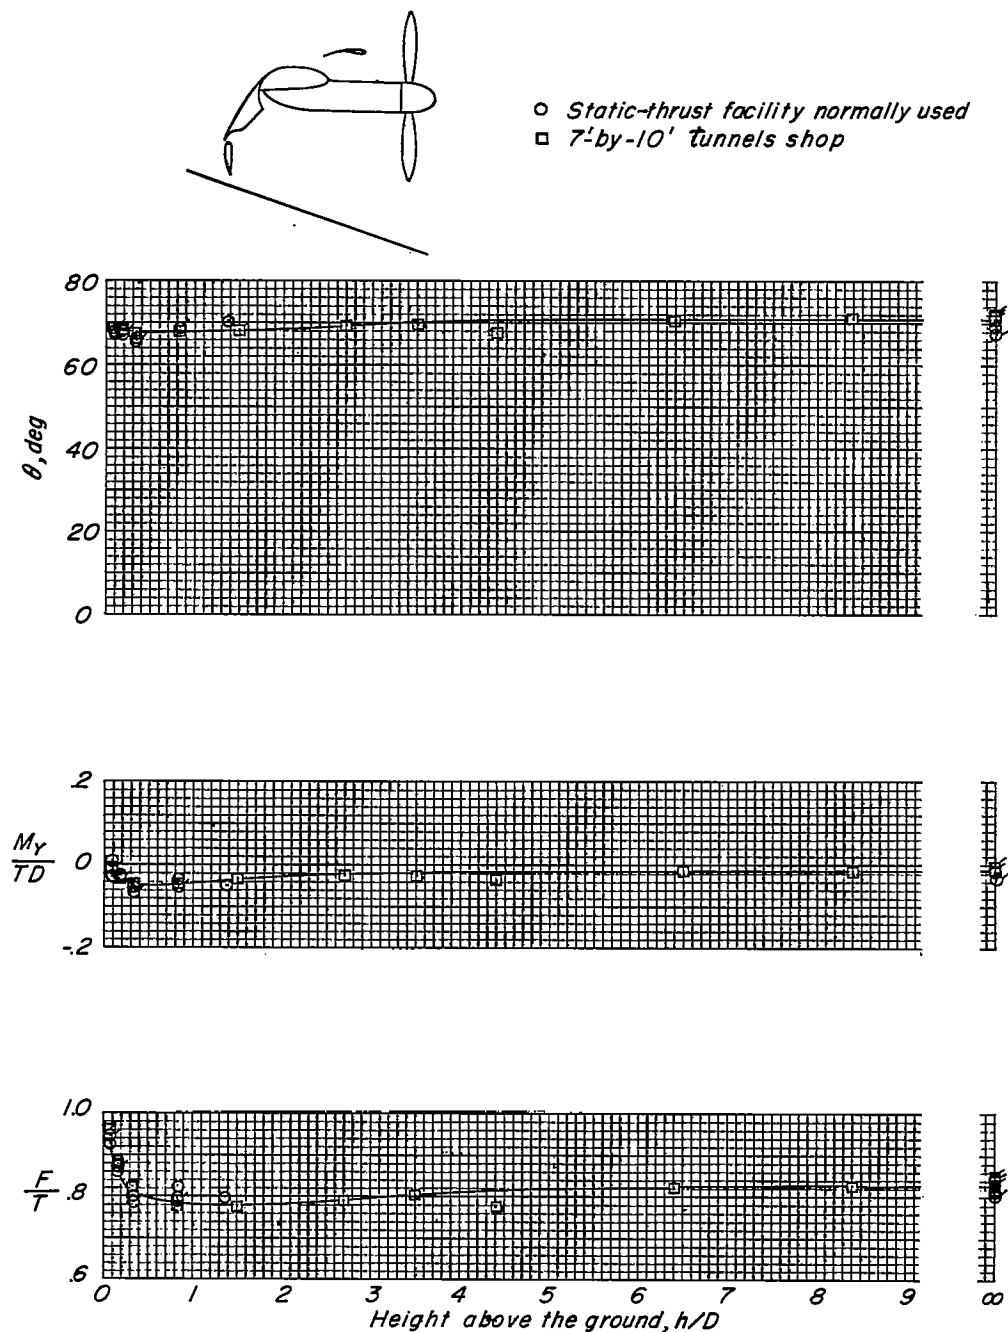 Static-thrust facility normally used
7'-by-10' tunnels shop
80
60
θ, deg
40
20
0
.2
M_Y
TD
0
-.2
1.0
F
T
.8
.6
0 1 2 3 4 5 6 7 8 9 ∞
Height above the ground, h/D